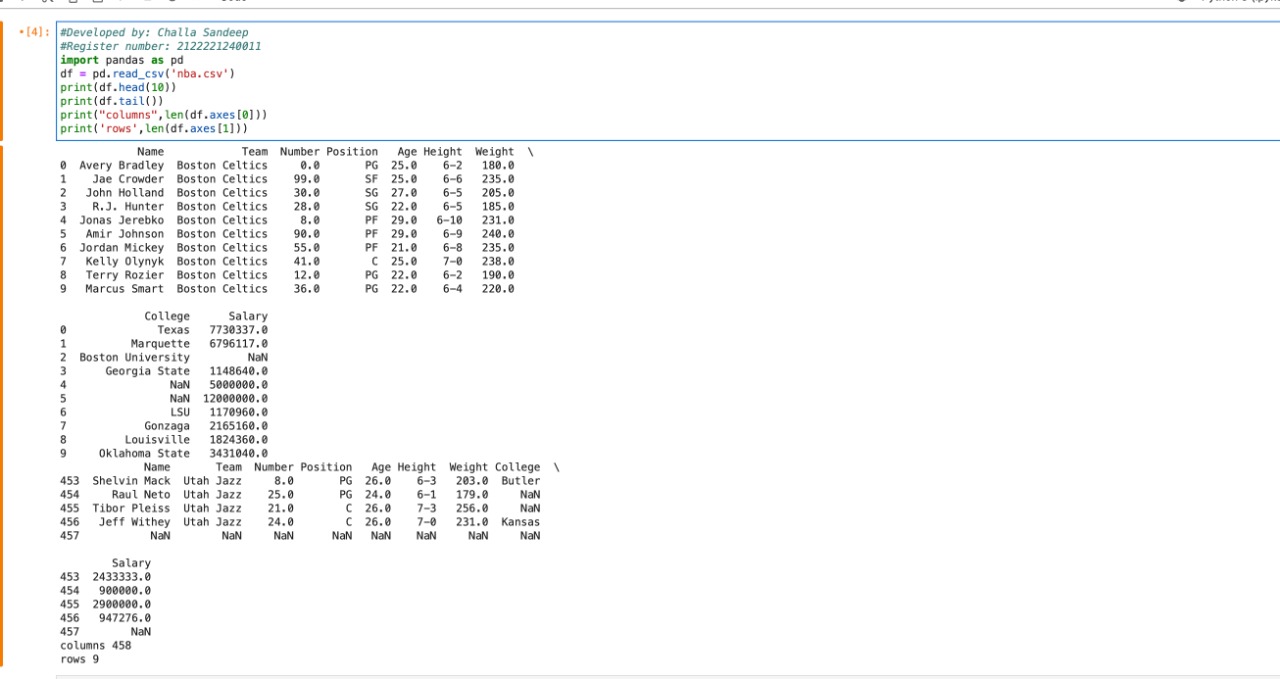 [4]:
#Developed by: Challa Sandeep
#Register number: 2122221240011
import pandas as pd
df = pd.read_csv('nba.csv')
print(df.head(10))
print(df.tail())
print("columns",len(df.axes[0]))
print('rows',len(df.axes[1]))
Name Team Number Position Age Height Weight \
0 Avery Bradley Boston Celtics 0.0 PG 25.0 6-2 180.0
1 Jae Crowder Boston Celtics 99.0 SF 25.0 6-6 235.0
2 John Holland Boston Celtics 30.0 SG 27.0 6-5 205.0
3 R.J. Hunter Boston Celtics 28.0 SG 22.0 6-5 185.0
4 Jonas Jerebko Boston Celtics 8.0 PF 29.0 6-10 231.0
5 Amir Johnson Boston Celtics 90.0 PF 29.0 6-9 240.0
6 Jordan Mickey Boston Celtics 55.0 PF 21.0 6-8 235.0
7 Kelly Olynyk Boston Celtics 41.0 C 25.0 7-0 238.0
8 Terry Rozier Boston Celtics 12.0 PG 22.0 6-2 190.0
9 Marcus Smart Boston Celtics 36.0 PG 22.0 6-4 220.0
College Salary
0 Texas 7730337.0
1 Marquette 6796117.0
2 Boston University NaN
3 Georgia State 1148640.0
4 NaN 5000000.0
5 NaN 12000000.0
6 LSU 1170960.0
7 Gonzaga 2165160.0
8 Louisville 1824360.0
9 Oklahoma State 3431040.0
Name Team Number Position Age Height Weight College \
453 Shelvin Mack Utah Jazz 8.0 PG 26.0 6-3 203.0 Butler
454 Raul Neto Utah Jazz 25.0 PG 24.0 6-1 179.0 NaN
455 Tibor Pleiss Utah Jazz 21.0 C 26.0 7-3 256.0 NaN
456 Jeff Withey Utah Jazz 24.0 C 26.0 7-0 231.0 Kansas
457 NaN NaN NaN NaN NaN NaN NaN NaN
Salary
453 2433333.0
454 900000.0
455 2900000.0
456 947276.0
457 NaN
columns 458
rows 9